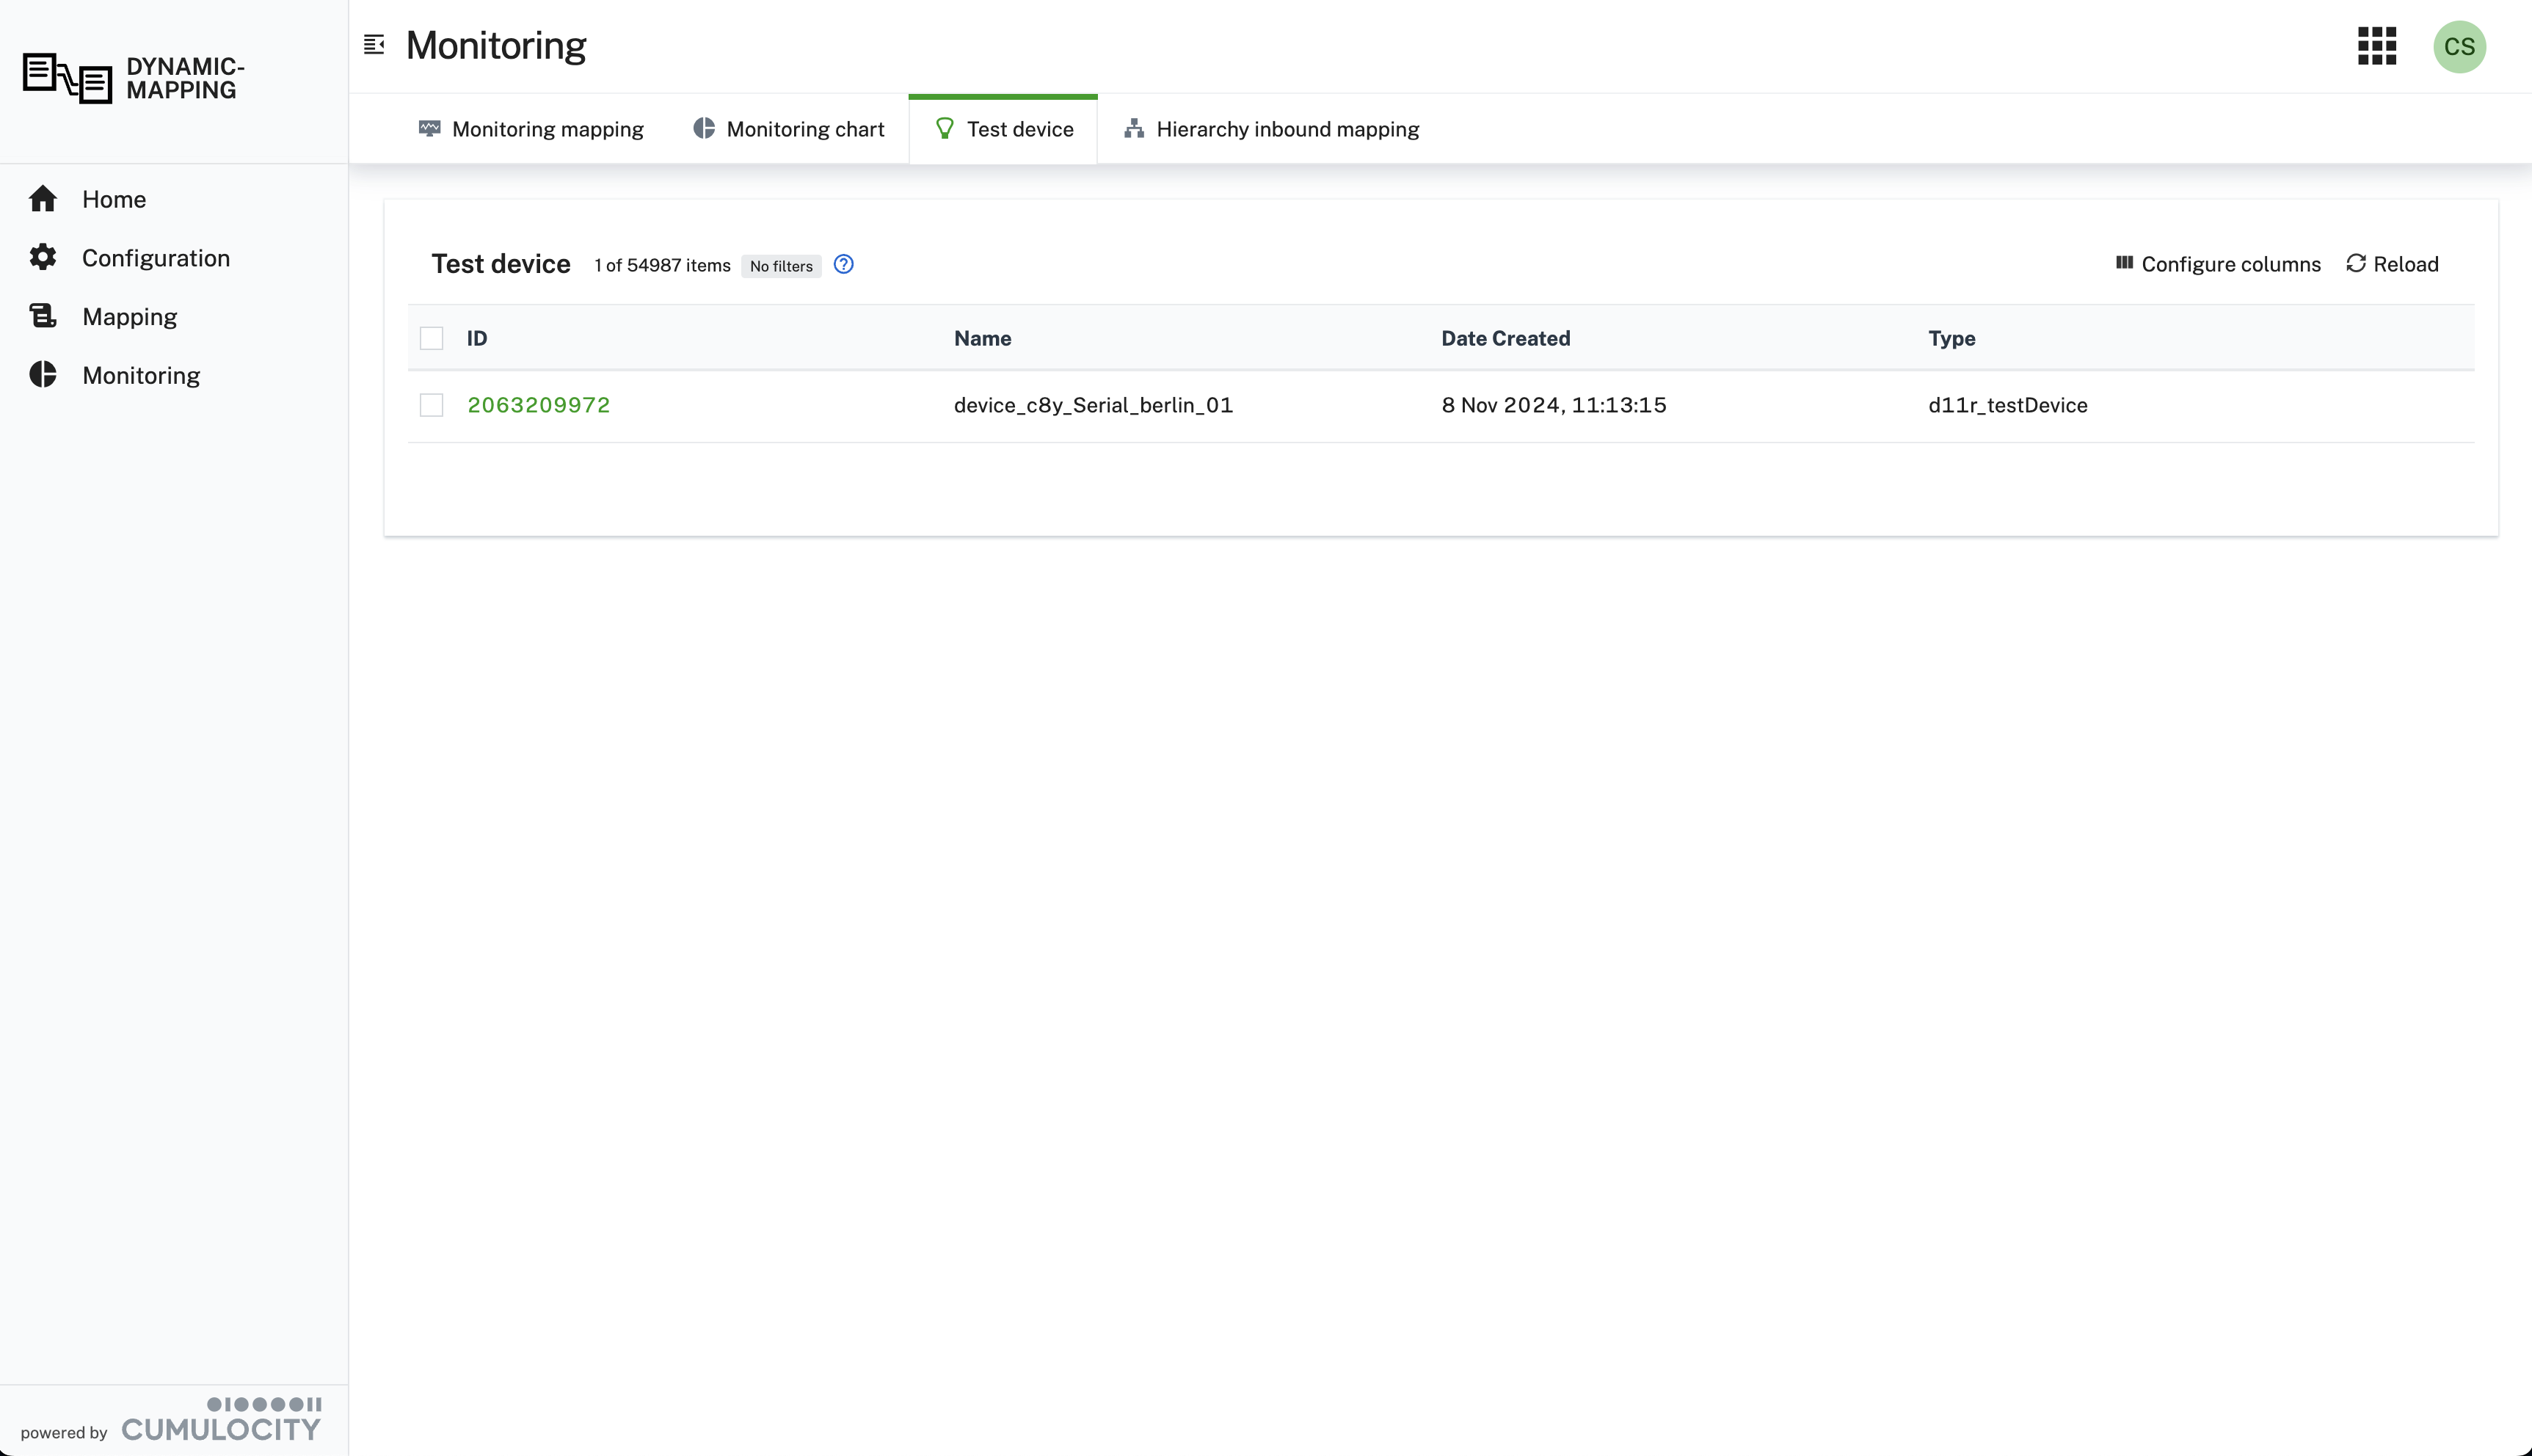 DYNAMIC-
MAPPING
Monitoring
CS
Monitoring mapping
Monitoring chart
Test device
Hierarchy inbound mapping
Home
Configuration
Mapping
Monitoring
Test device 1 of 54987 items No filters ? Configure columns Reload
ID Name Date Created Type
2063209972 device_c8y_Serial_berlin_01 8 Nov 2024, 11:13:15 d11r_testDevice
powered by CUMULOCITY